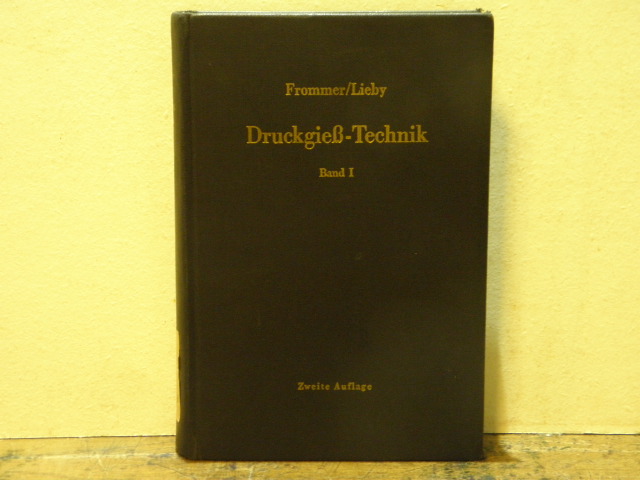 Frommer/Lieby
Druckgieß-Technik
Band I
Zweite Auflage